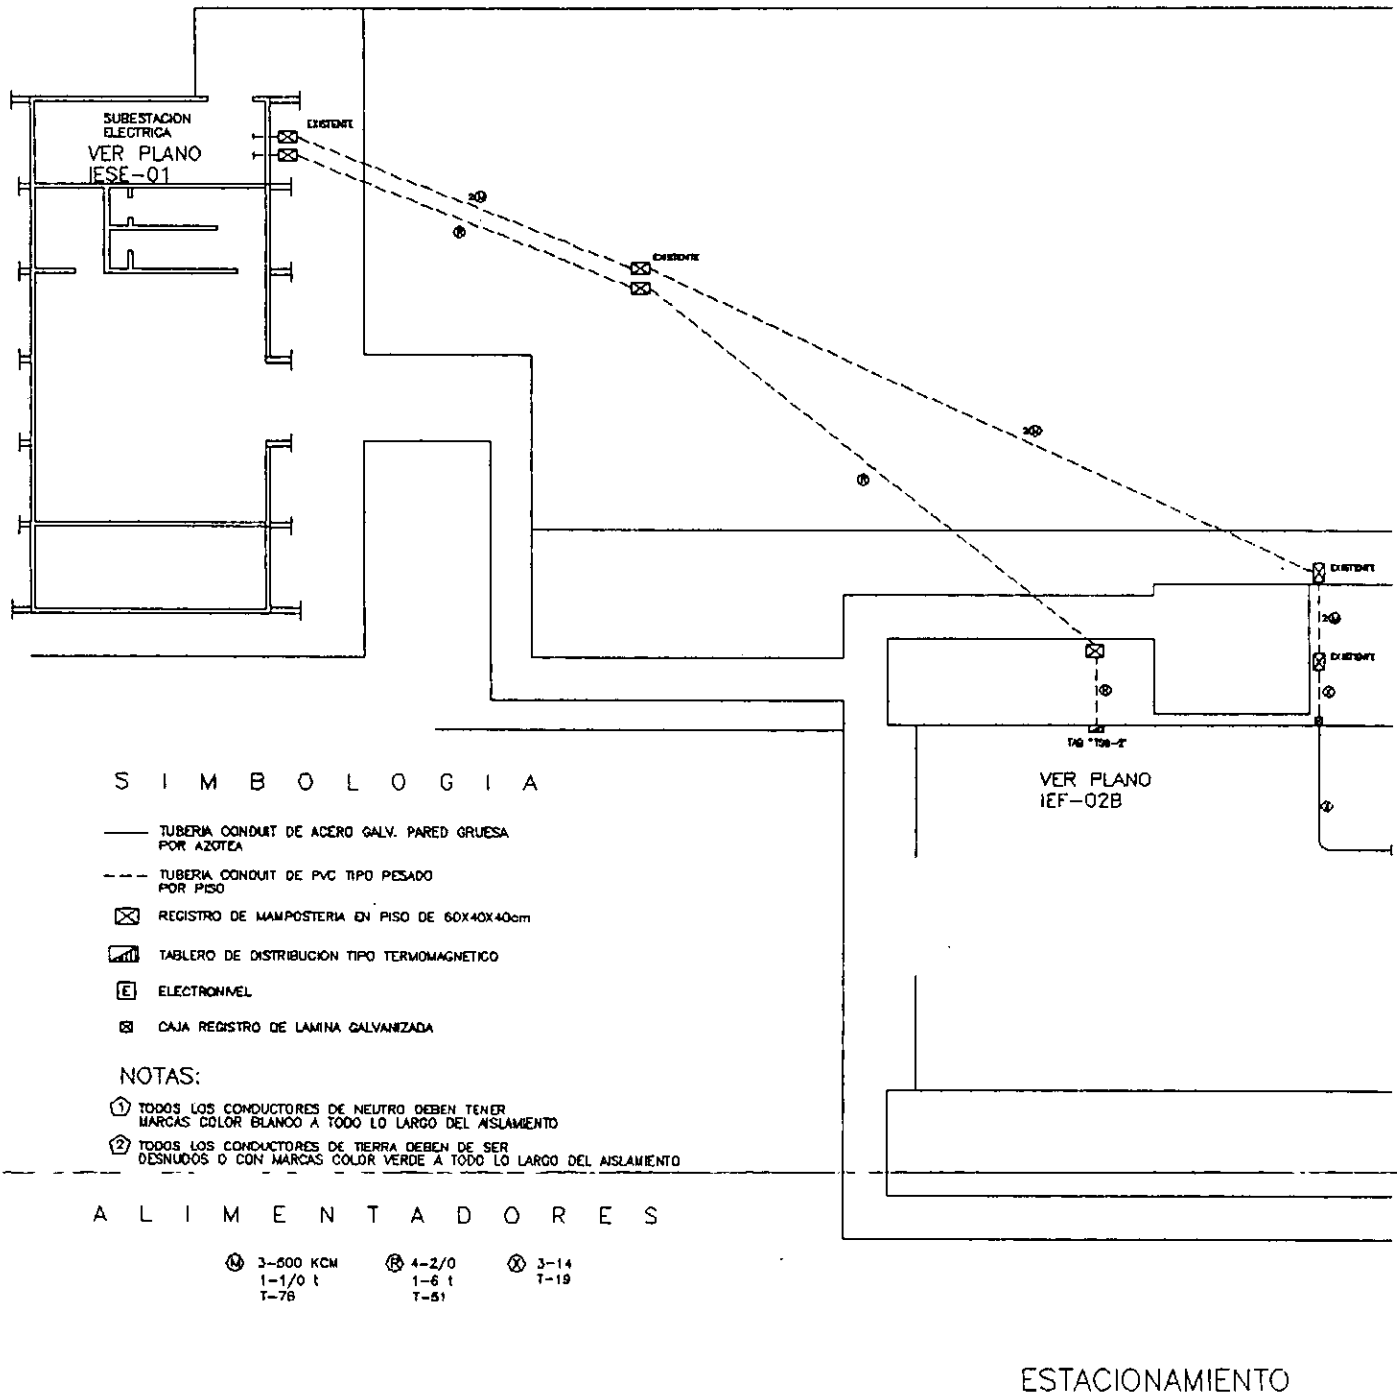 SUBESTACION
ELECTRICA
VER PLANO
IESE-01
EXISTENTE
2M
R
EXISTENTE
2M
R
EXISTENTE
2M
EXISTENTE
R
X
TAB
VER PLANO
IEF-02B
S I M B O L O G I A
TUBERIA CONDUIT DE ACERO GALV. PARED GRUESA
POR AZOTEA
TUBERIA CONDUIT DE PVC TIPO PESADO
POR PISO
REGISTRO DE MAMPOSTERIA EN PISO DE 60X40X40cm
TABLERO DE DISTRIBUCION TIPO TERMOMAGNETICO
E ELECTRONIVEL
CAJA REGISTRO DE LAMINA GALVANIZADA
NOTAS:
1 TODOS LOS CONDUCTORES DE NEUTRO DEBEN TENER
MARCAS COLOR BLANCO A TODO LO LARGO DEL AISLAMIENTO
2 TODOS LOS CONDUCTORES DE TIERRA DEBEN DE SER
DESNUDOS O CON MARCAS COLOR VERDE A TODO LO LARGO DEL AISLAMIENTO
A L I M E N T A D O R E S
M 3-500 KCM
1-1/0 t
T-76
R 4-2/0
1-6 t
T-51
X 3-14
T-19
ESTACIONAMIENTO